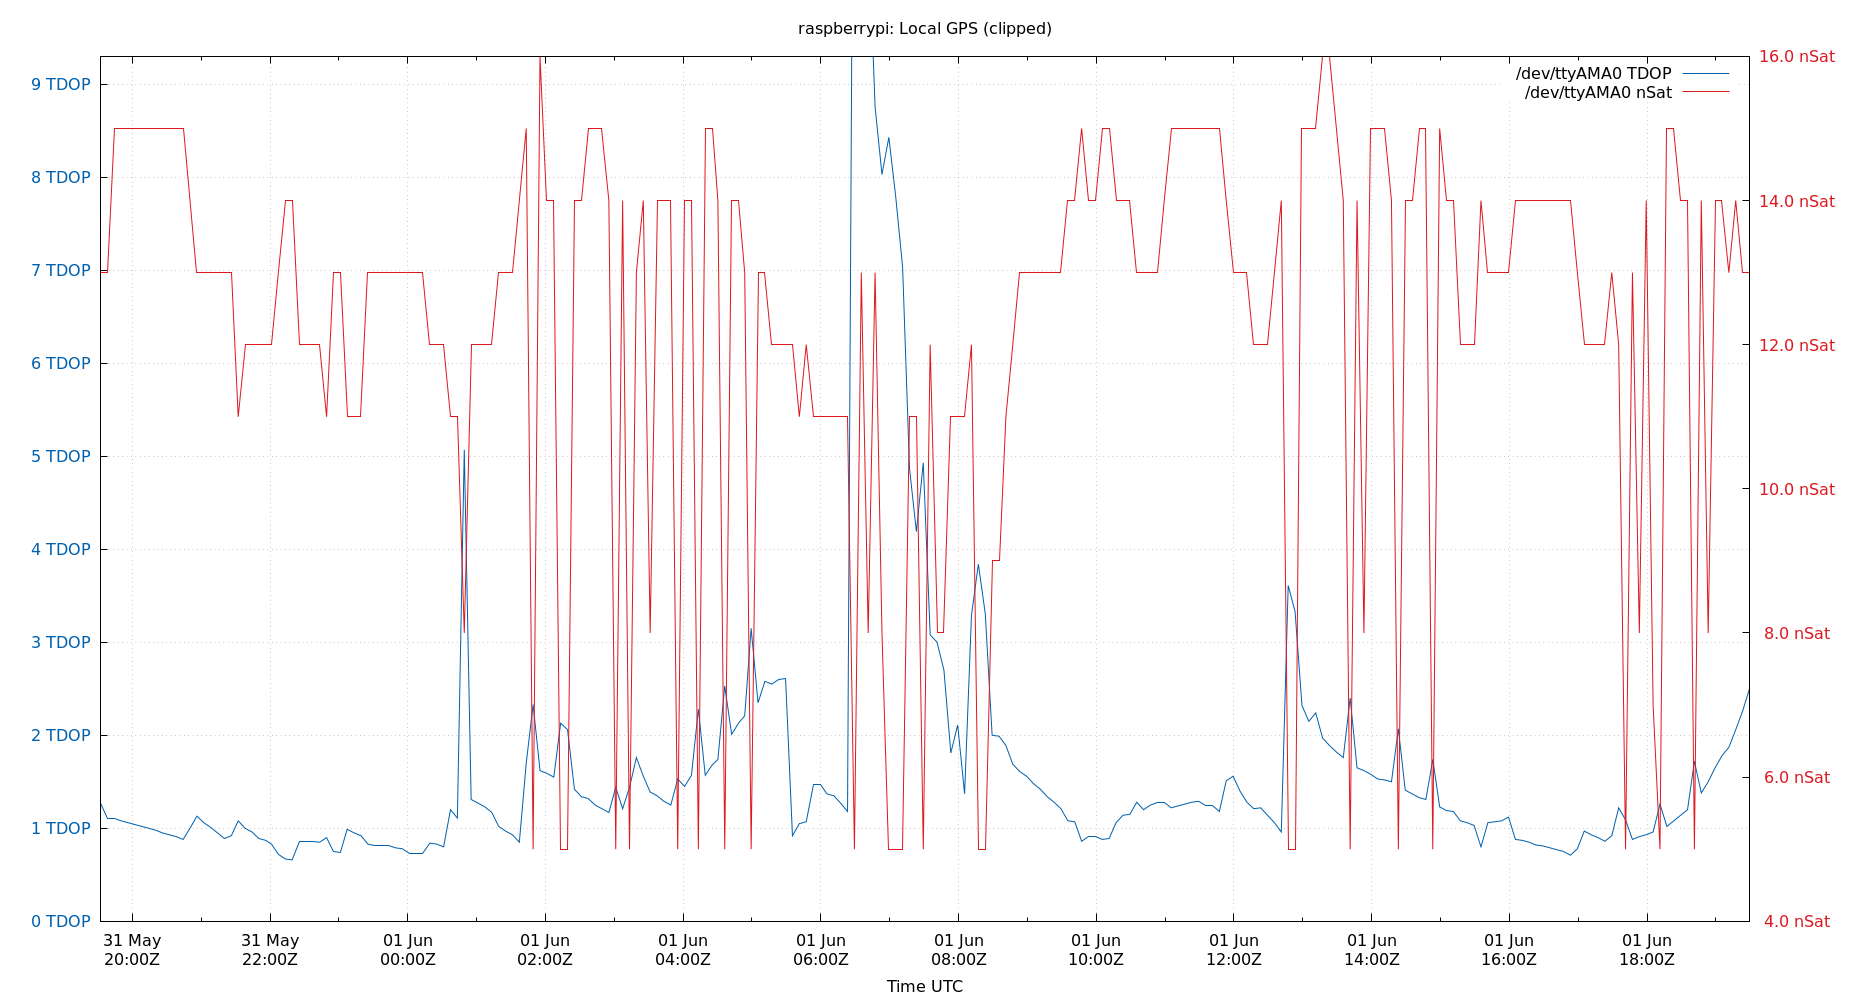 raspberrypi: Local GPS (clipped)
/dev/ttyAMA0 TDOP
/dev/ttyAMA0 nSat
9 TDOP
8 TDOP
7 TDOP
6 TDOP
5 TDOP
4 TDOP
3 TDOP
2 TDOP
1 TDOP
0 TDOP
16.0 nSat
14.0 nSat
12.0 nSat
10.0 nSat
8.0 nSat
6.0 nSat
4.0 nSat
31 May
20:00Z
31 May
22:00Z
01 Jun
00:00Z
01 Jun
02:00Z
01 Jun
04:00Z
01 Jun
06:00Z
01 Jun
08:00Z
01 Jun
10:00Z
01 Jun
12:00Z
01 Jun
14:00Z
01 Jun
16:00Z
01 Jun
18:00Z
Time UTC